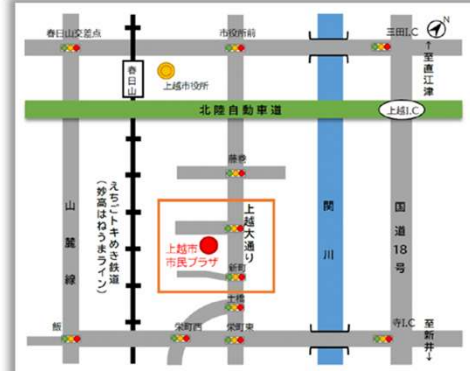 春日山交差点
市役所前
三田I.C
↑至直江津
春日山
上越市役所
北陸自動車道
上越I.C
藤巻
山麓線
えちごトキめき鉄道
(妙高はねうまライン)
上越大通り
関川
国道18号
上越市
市民プラザ
新町
土橋
飯
栄町西
栄町東
寺I.C
至新井↓